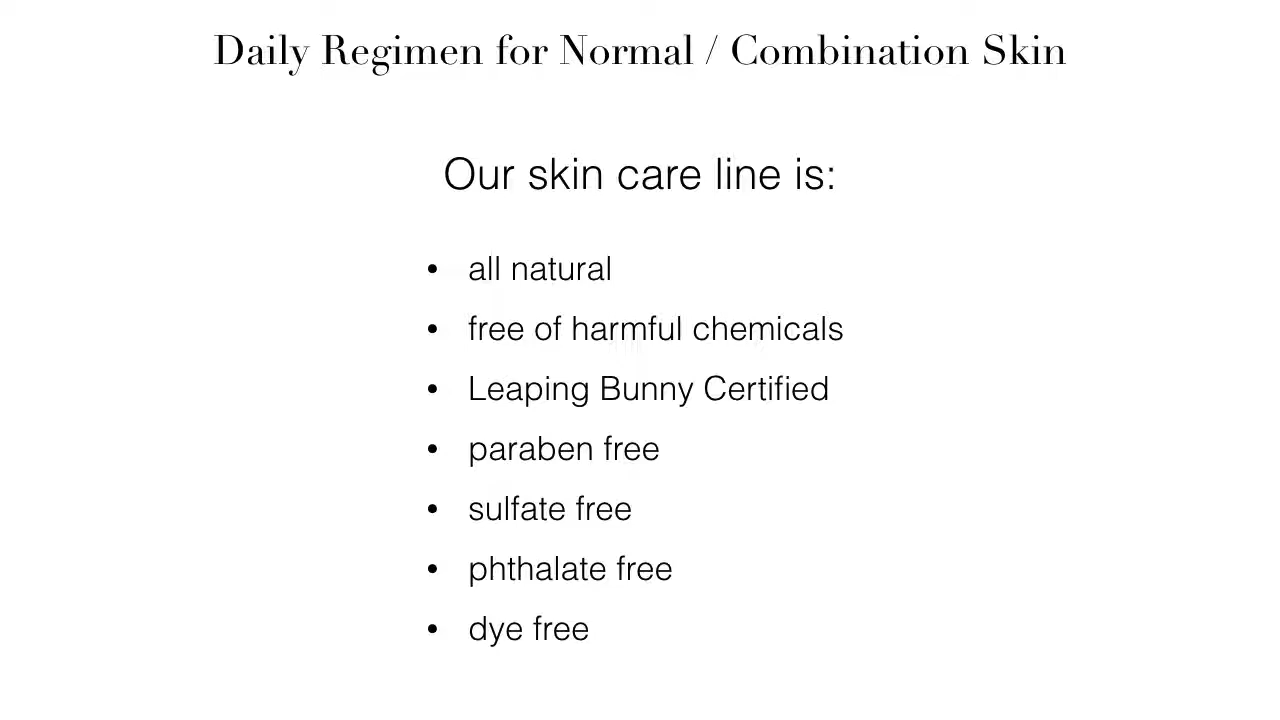 Daily Regimen for Normal / Combination Skin
Our skin care line is:
• all natural
• free of harmful chemicals
• Leaping Bunny Certified
• paraben free
• sulfate free
• phthalate free
• dye free